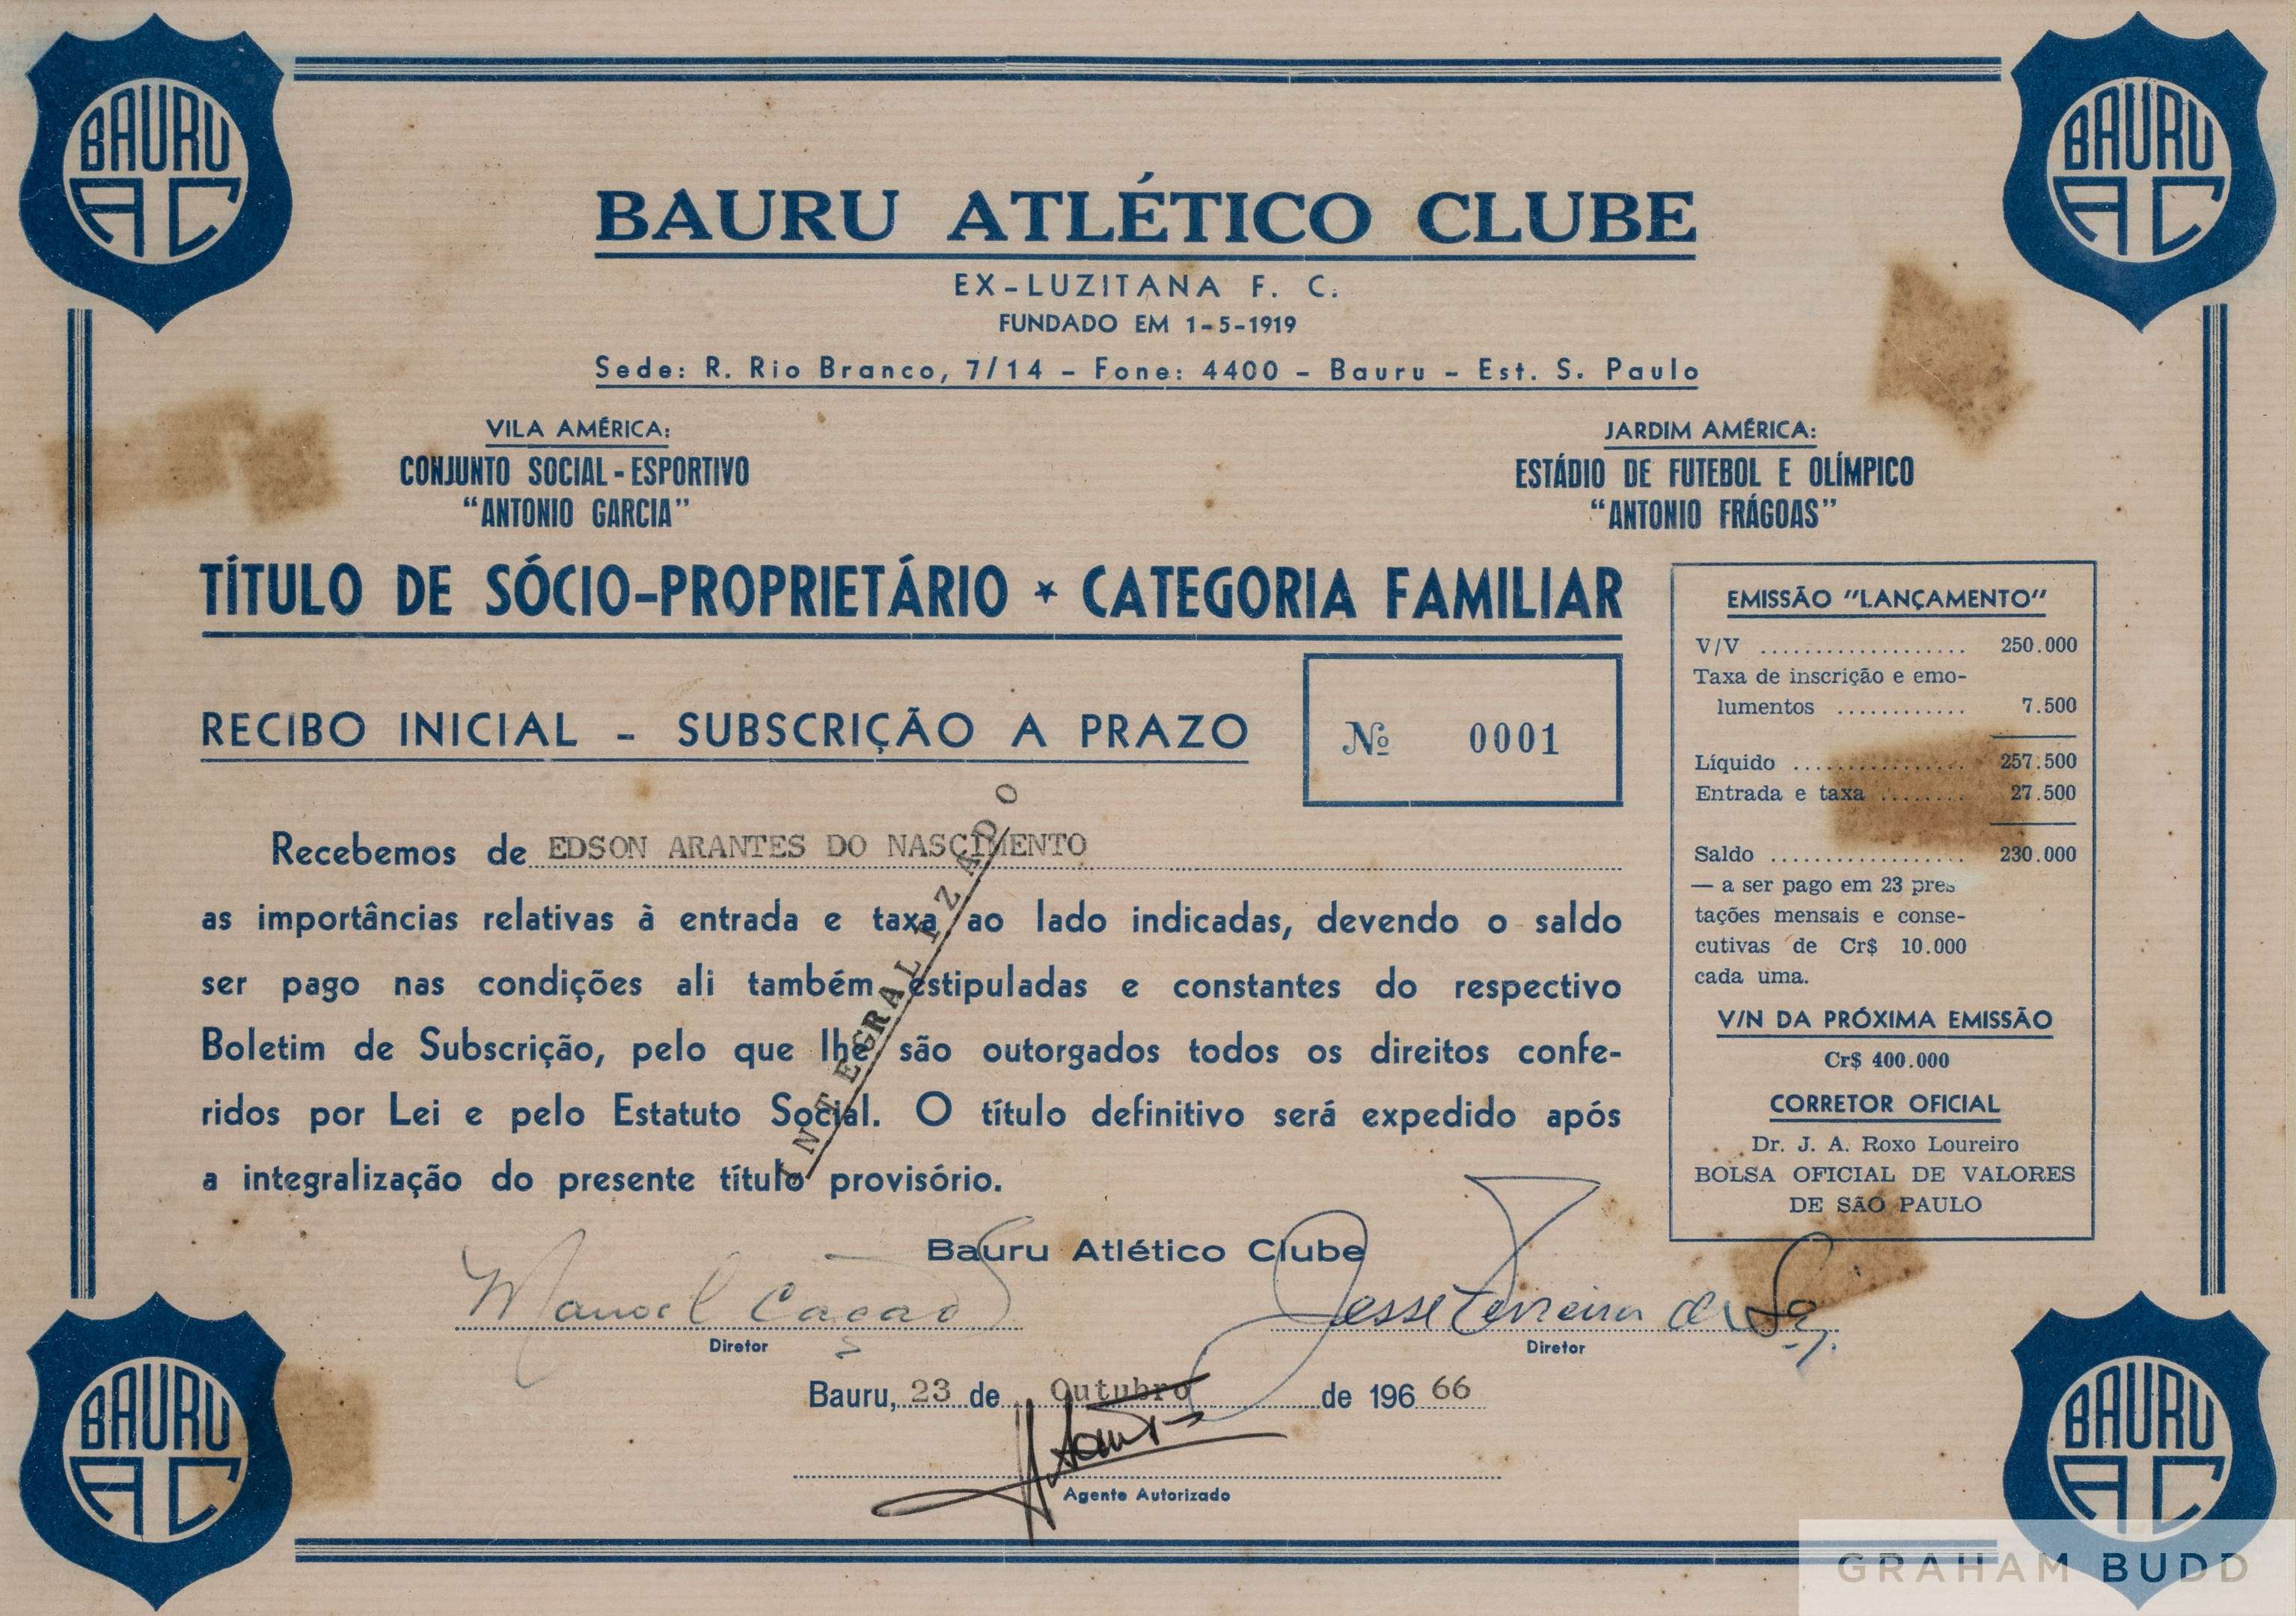 BAURU
AC
BAURU
AC
BAURU ATLÉTICO CLUBE
EX-LUZITANA F. C.
FUNDADO EM 1-5-1919
Sede: R. Rio Branco, 7/14 - Fone: 4400 - Bauru - Est. S. Paulo
VILA AMÉRICA:
CONJUNTO SOCIAL-ESPORTIVO
"ANTONIO GARCIA"
JARDIM AMÉRICA:
ESTÁDIO DE FUTEBOL E OLÍMPICO
"ANTONIO FRÁGOAS"
TÍTULO DE SÓCIO-PROPRIETÁRIO ★ CATEGORIA FAMILIAR
RECIBO INICIAL - SUBSCRIÇÃO A PRAZO
Nº 0001
Recebemos de EDSON ARANTES DO NASCIMENTO
as importâncias relativas à entrada e taxa ao lado indicadas, devendo o saldo
ser pago nas condições ali também estipuladas e constantes do respectivo
Boletim de Subscrição, pelo que lhe são outorgados todos os direitos confe-
ridos por Lei e pelo Estatuto Social. O título definitivo será expedido após
a integralização do presente título provisório.
INTEGRALIZADO
EMISSÃO "LANÇAMENTO"
V/V ................... 250.000
Taxa de inscrição e emo-
lumentos ............ 7.500
Líquido ................ 257.500
Entrada e taxa ........ 27.500
Saldo .................. 230.000
— a ser pago em 23 pres
tações mensais e conse-
cutivas de Cr$ 10.000
cada uma.
V/N DA PRÓXIMA EMISSÃO
Cr$ 400.000
CORRETOR OFICIAL
Dr. J. A. Roxo Loureiro
BOLSA OFICIAL DE VALORES
DE SÃO PAULO
Bauru Atlético Clube
Manoel Cação
Jesse Ferreira de Sá
Diretor
Diretor
Bauru, 23 de Outubro de 196 66
Agente Autorizado
BAURU
AC
BAURU
AC
GRAHAM BUDD